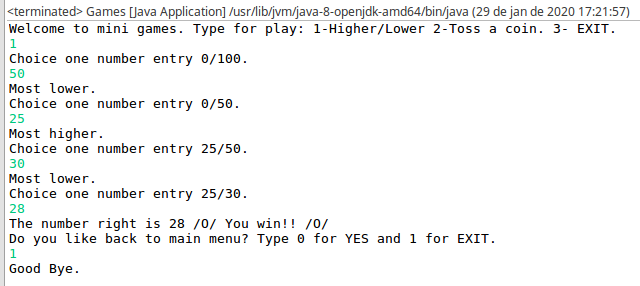 <terminated> Games [Java Application] /usr/lib/jvm/java-8-openjdk-amd64/bin/java (29 de jan de 2020 17:21:57)
Welcome to mini games. Type for play: 1-Higher/Lower 2-Toss a coin. 3- EXIT.
1
Choice one number entry 0/100.
50
Most lower.
Choice one number entry 0/50.
25
Most higher.
Choice one number entry 25/50.
30
Most lower.
Choice one number entry 25/30.
28
The number right is 28 /O/ You win!! /O/
Do you like back to main menu? Type 0 for YES and 1 for EXIT.
1
Good Bye.